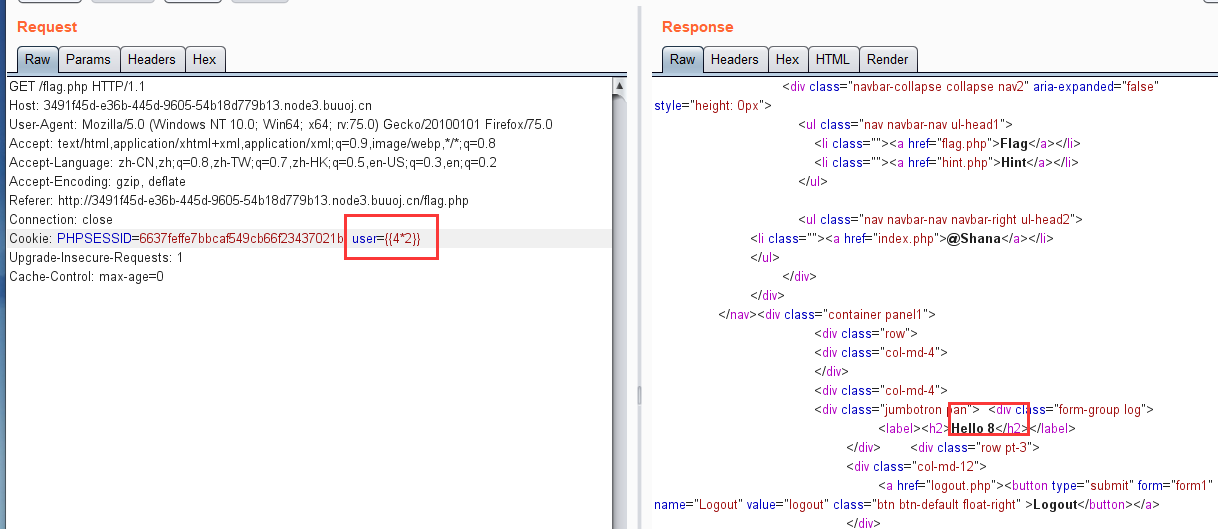 Request
Raw Params Headers Hex
GET /flag.php HTTP/1.1
Host: 3491f45d-e36b-445d-9605-54b18d779b13.node3.buuoj.cn
User-Agent: Mozilla/5.0 (Windows NT 10.0; Win64; x64; rv:75.0) Gecko/20100101 Firefox/75.0
Accept: text/html,application/xhtml+xml,application/xml;q=0.9,image/webp,*/*;q=0.8
Accept-Language: zh-CN,zh;q=0.8,zh-TW;q=0.7,zh-HK;q=0.5,en-US;q=0.3,en;q=0.2
Accept-Encoding: gzip, deflate
Referer: http://3491f45d-e36b-445d-9605-54b18d779b13.node3.buuoj.cn/flag.php
Connection: close
Cookie: PHPSESSID=6637feffe7bbcaf549cb66f23437021b; user={{4*2}}
Upgrade-Insecure-Requests: 1
Cache-Control: max-age=0
Response
Raw Headers Hex HTML Render
<div class="navbar-collapse collapse nav2" aria-expanded="false"
style="height: 0px">
<ul class="nav navbar-nav ul-head1">
<li class=""><a href="flag.php">Flag</a></li>
<li class=""><a href="hint.php">Hint</a></li>
</ul>
<ul class="nav navbar-nav navbar-right ul-head2">
<li class=""><a href="index.php">@Shana</a></li>
</ul>
</div>
</div>
</nav><div class="container panel1">
<div class="row">
<div class="col-md-4">
</div>
<div class="col-md-4">
<div class="jumbotron pan"> <div class="form-group log">
<label><h2>Hello 8</h2></label>
</div> <div class="row pt-3">
<div class="col-md-12">
<a href="logout.php"><button type="submit" form="form1"
name="Logout" value="logout" class="btn btn-default float-right" >Logout</button></a>
</div>